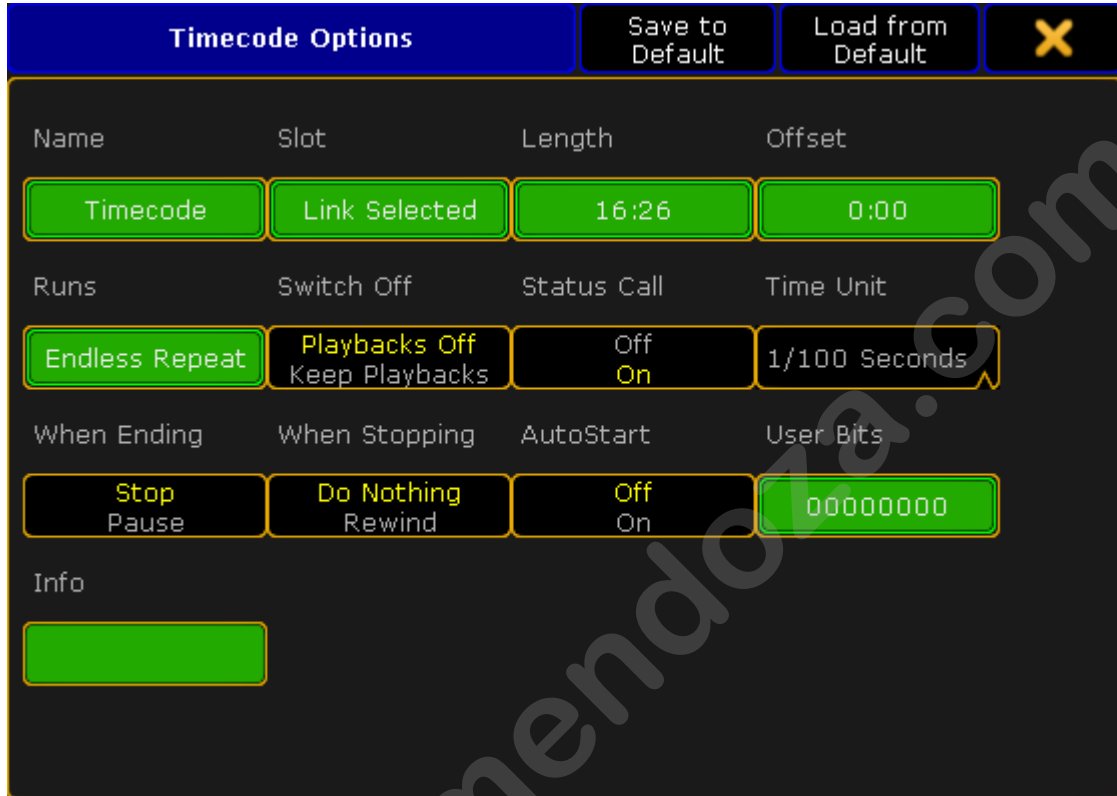 Timecode Options
Save to
Default
Load from
Default
Name
Slot
Length
Offset
Timecode
Link Selected
16:26
0:00
Runs
Switch Off
Status Call
Time Unit
Endless Repeat
Playbacks Off
Keep Playbacks
Off
On
1/100 Seconds
When Ending
When Stopping
AutoStart
User Bits
Stop
Pause
Do Nothing
Rewind
Off
On
00000000
Info
mendoza.com